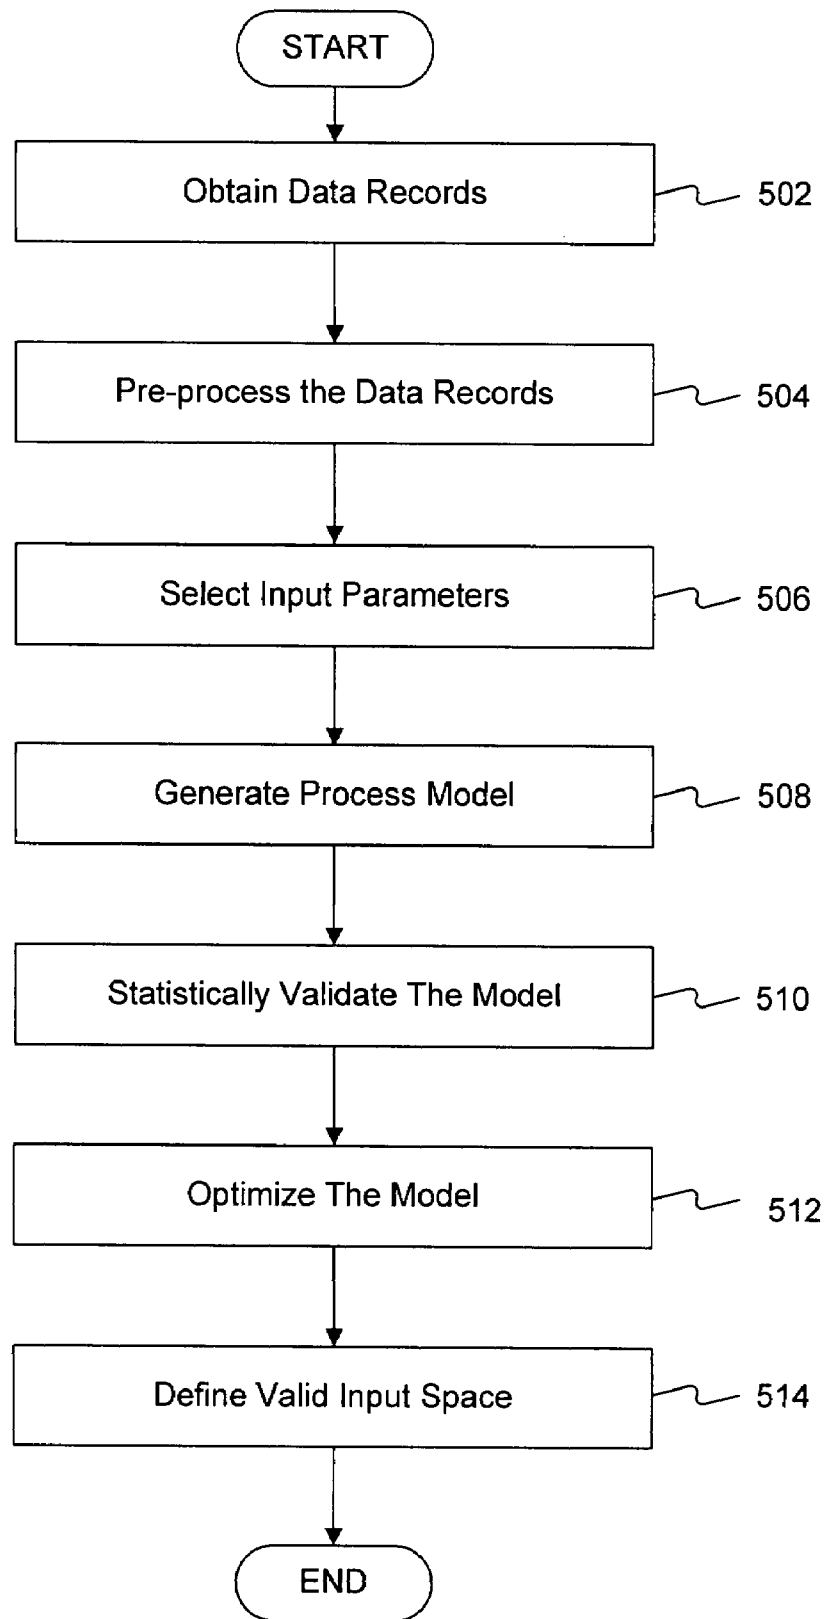 START
Obtain Data Records
502
Pre-process the Data Records
504
Select Input Parameters
506
Generate Process Model
508
Statistically Validate The Model
510
Optimize The Model
512
Define Valid Input Space
514
END